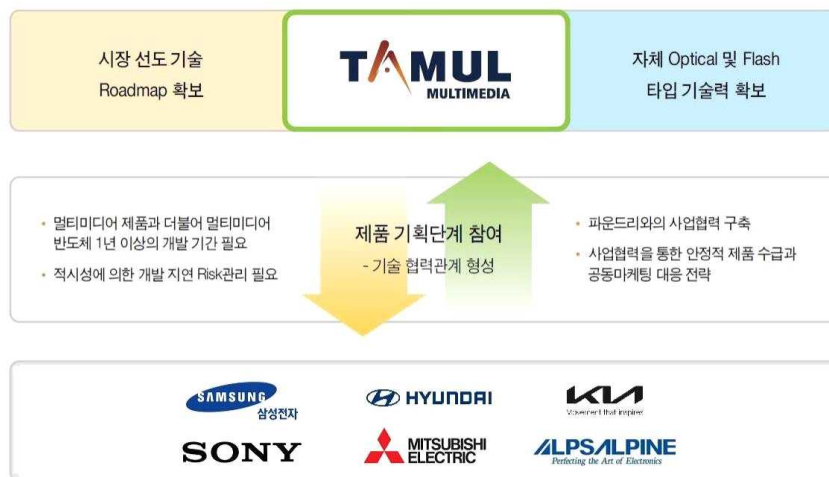 시장 선도 기술
Roadmap 확보
TAMUL
MULTIMEDIA
자체 Optical 및 Flash
타입 기술력 확보
• 멀티미디어 제품과 더불어 멀티미디어
반도체 1년 이상의 개발 기간 필요
• 적시성에 의한 개발 지연 Risk관리 필요
제품 기획단계 참여
- 기술 협력관계 형성
• 파운드리와의 사업협력 구축
• 사업협력을 통한 안정적 제품 수급과
공동마케팅 대응 전략
SAMSUNG
삼성전자
HYUNDAI
KIA
Movement that inspires
SONY
MITSUBISHI
ELECTRIC
ALPSALPINE
Perfecting the Art of Electronics